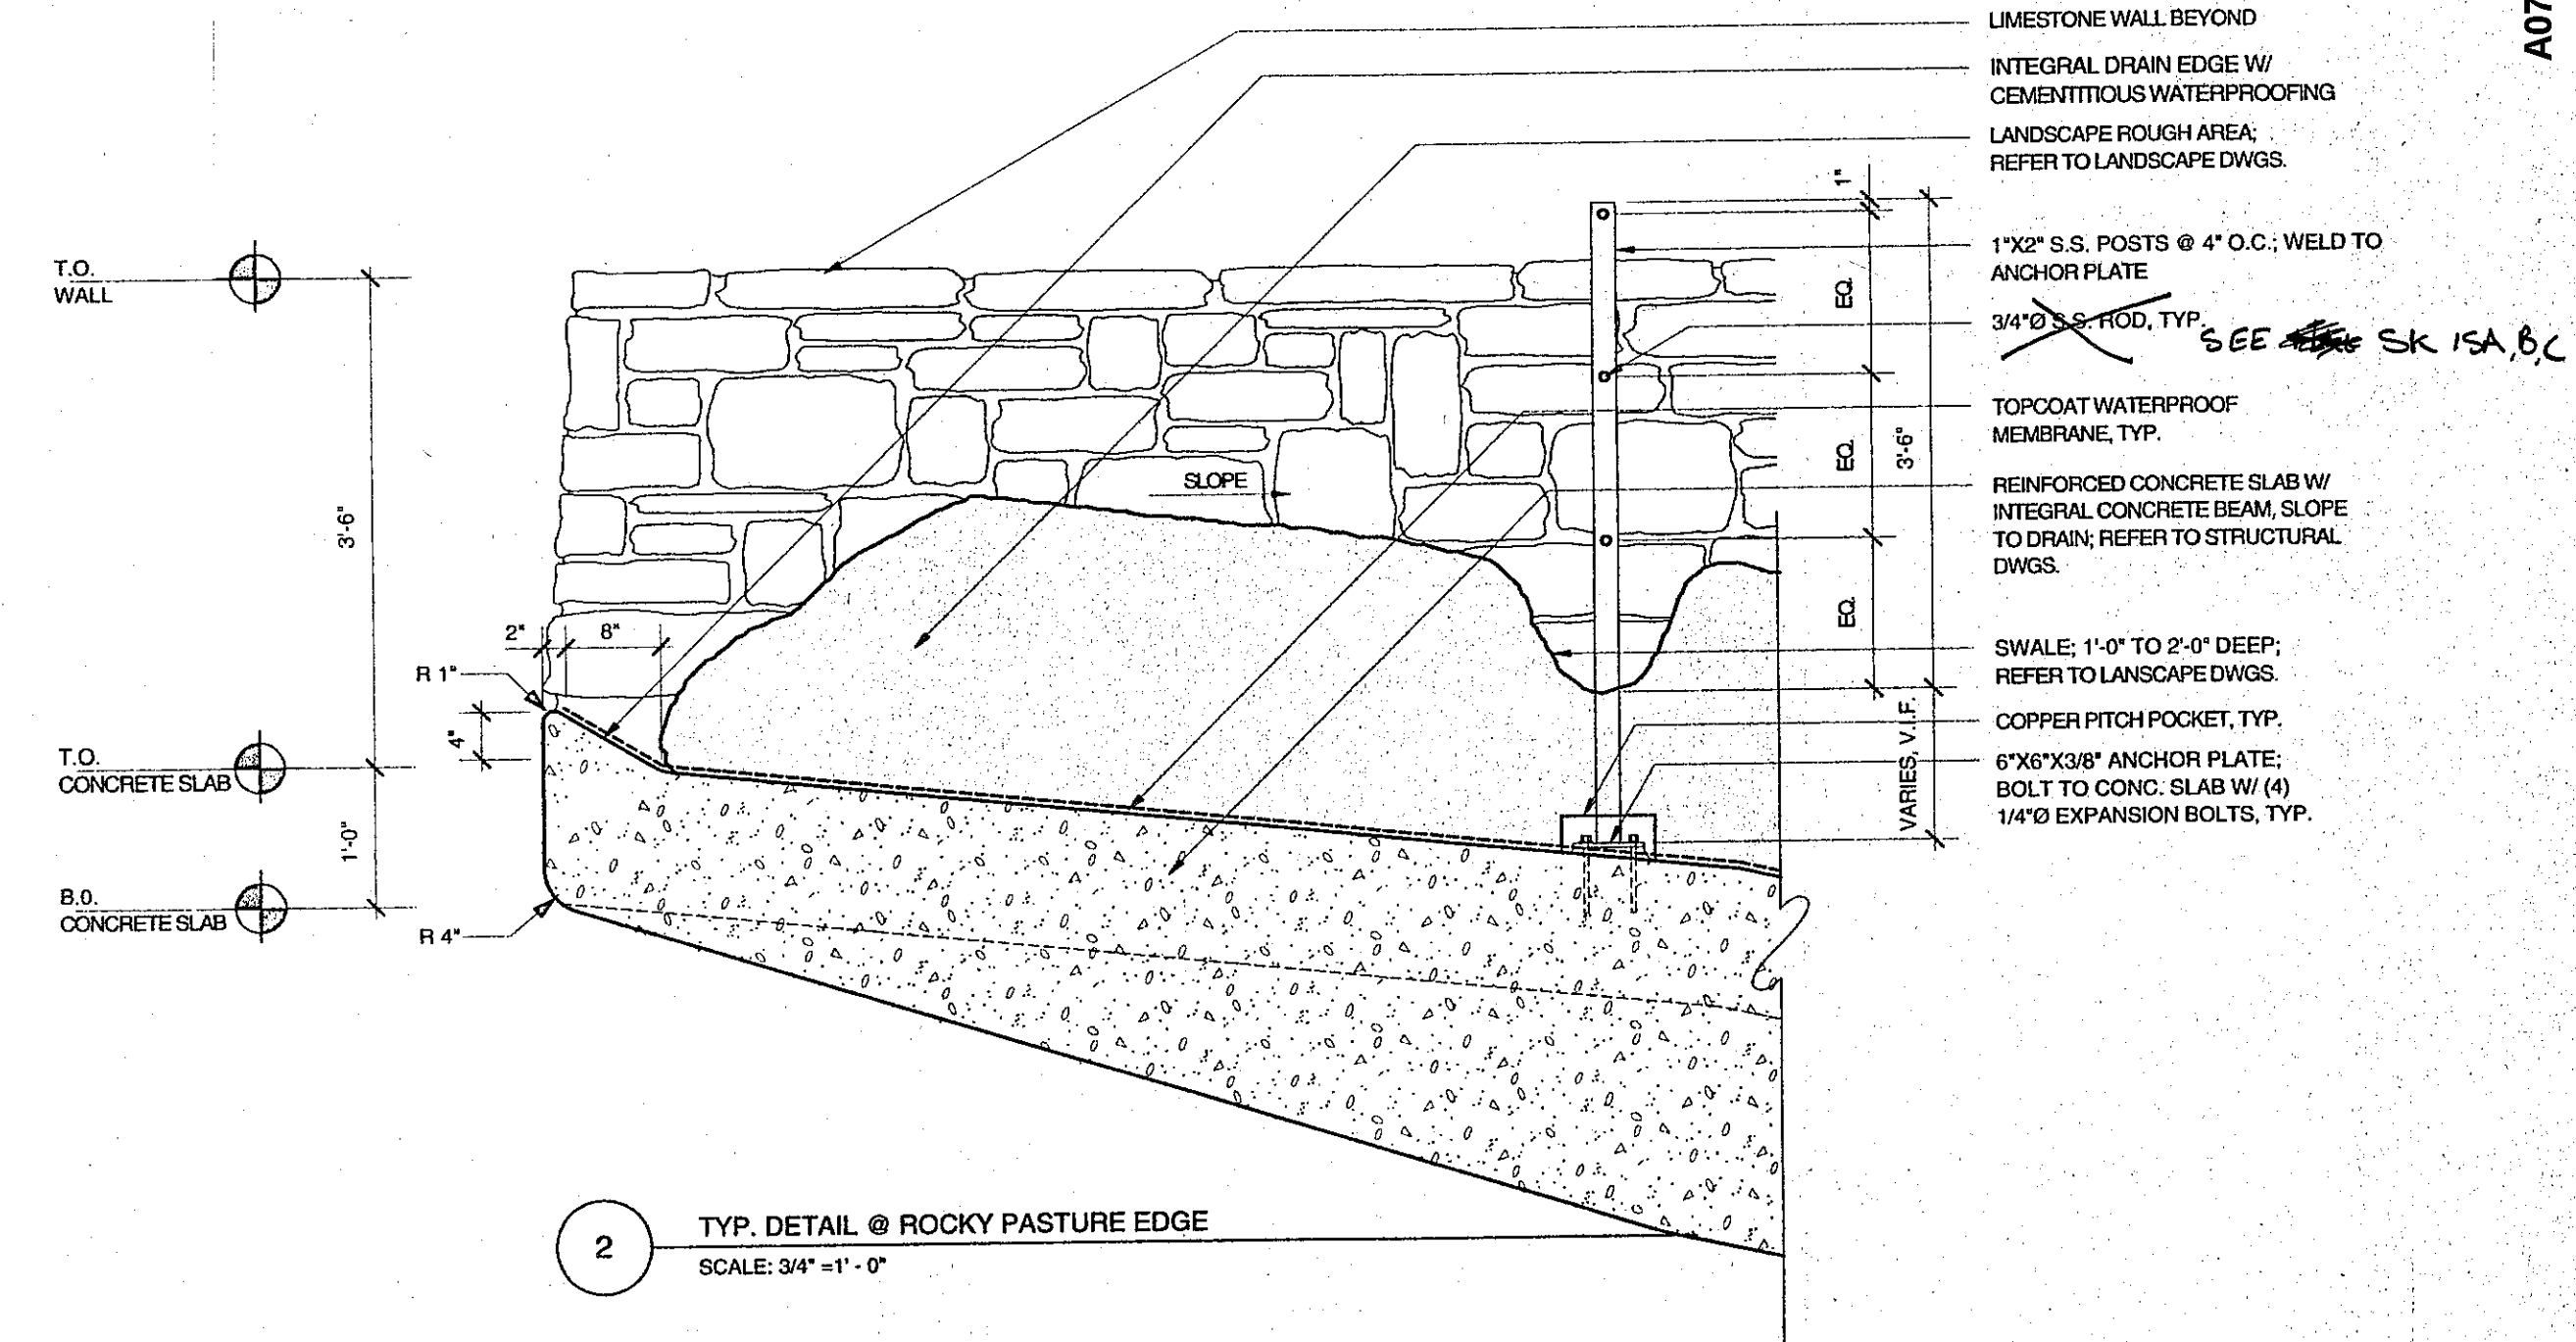 A07
LIMESTONE WALL BEYOND
INTEGRAL DRAIN EDGE W/
CEMENTITIOUS WATERPROOFING
LANDSCAPE ROUGH AREA;
REFER TO LANDSCAPE DWGS.
1"X2" S.S. POSTS @ 4" O.C.; WELD TO
ANCHOR PLATE
3/4"Ø S.S. ROD, TYP.
SEE SK 15A,B,C
TOPCOAT WATERPROOF
MEMBRANE, TYP.
REINFORCED CONCRETE SLAB W/
INTEGRAL CONCRETE BEAM, SLOPE
TO DRAIN; REFER TO STRUCTURAL
DWGS.
SWALE; 1'-0" TO 2'-0" DEEP;
REFER TO LANSCAPE DWGS.
COPPER PITCH POCKET, TYP.
6"X6"X3/8" ANCHOR PLATE;
BOLT TO CONC. SLAB W/ (4)
1/4"Ø EXPANSION BOLTS, TYP.
1"
EQ.
EQ.
EQ.
3'-6"
VARIES, V.I.F.
SLOPE
T.O.
WALL
3'-6"
2"
8"
R 1"
4"
T.O.
CONCRETE SLAB
1'-0"
B.O.
CONCRETE SLAB
R 4"
2
TYP. DETAIL @ ROCKY PASTURE EDGE
SCALE: 3/4" =1' - 0"